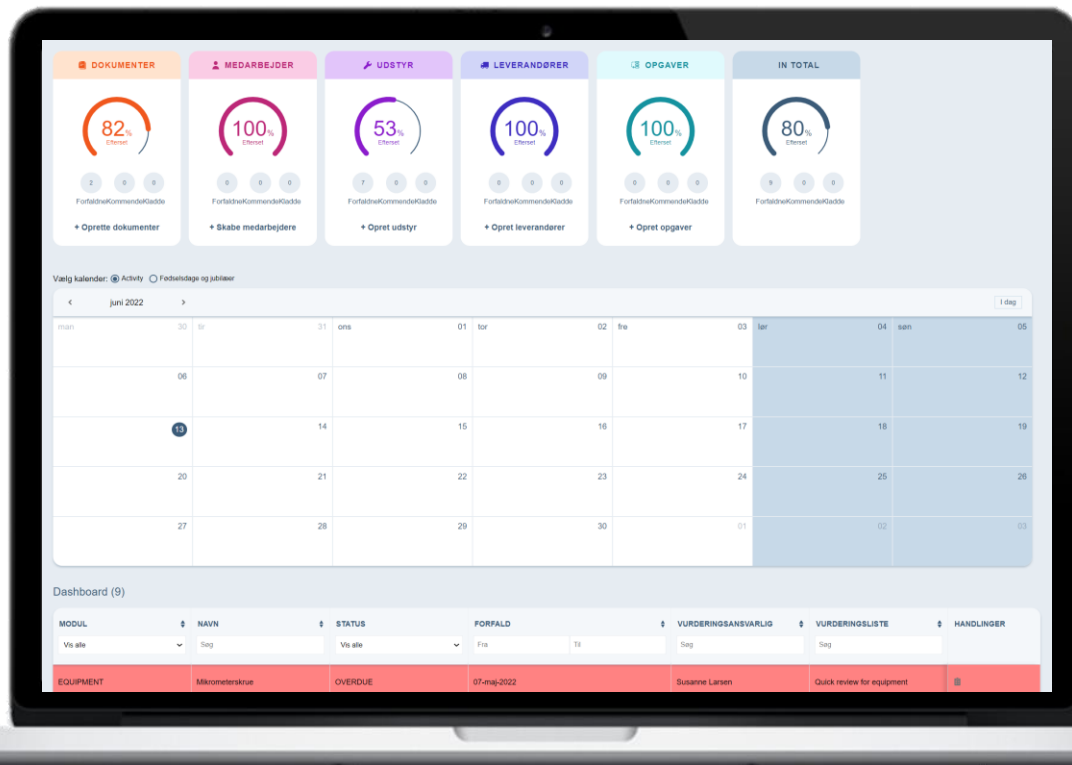 DOKUMENTER MEDARBEJDER UDSTYR LEVERANDØRER OPGAVER IN TOTAL
82% 100% 53% 100% 100% 80%
Efterset Efterset Efterset Efterset Efterset Efterset
2 0 0 0 0 0 7 0 0 0 0 0 0 0 0 9 0 0
ForfaldneKommendeKladde ForfaldneKommendeKladde ForfaldneKommendeKladde ForfaldneKommendeKladde ForfaldneKommendeKladde ForfaldneKommendeKladde
+ Oprette dokumenter + Skabe medarbejdere + Opret udstyr + Opret leverandører + Opret opgaver
Vælg kalender: Activity Fødselsdage og jubilæer
‹ juni 2022 › I dag
man 30 tir 31 ons 01 tor 02 fre 03 lør 04 søn 05
06 07 08 09 10 11 12
13 14 15 16 17 18 19
20 21 22 23 24 25 26
27 28 29 30 01 02 03
Dashboard (9)
MODUL NAVN STATUS FORFALD VURDERINGSANSVARLIG VURDERINGSLISTE HANDLINGER
Vis alle Søg Vis alle Fra Til Søg Søg
EQUIPMENT Mikrometerskrue OVERDUE 07-maj-2022 Susanne Larsen Quick review for equipment